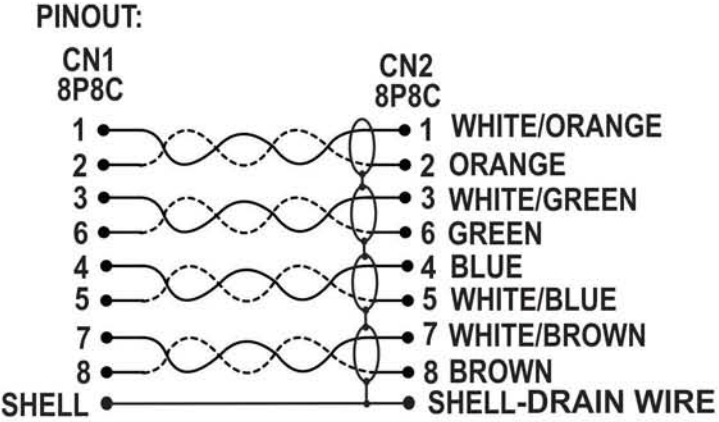 PINOUT:
CN1
8P8C
CN2
8P8C
1 1 WHITE/ORANGE
2 2 ORANGE
3 3 WHITE/GREEN
6 6 GREEN
4 4 BLUE
5 5 WHITE/BLUE
7 7 WHITE/BROWN
8 8 BROWN
SHELL SHELL-DRAIN WIRE